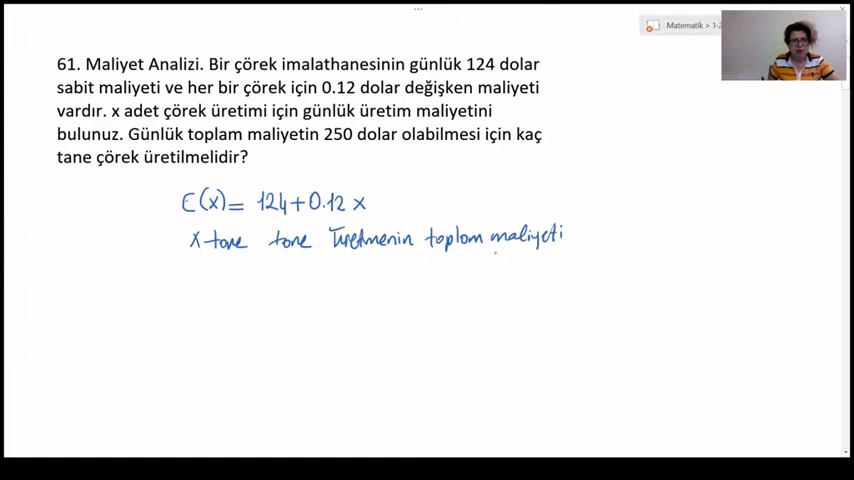 Matematik > 1-2
61. Maliyet Analizi. Bir çörek imalathanesinin günlük 124 dolar
sabit maliyeti ve her bir çörek için 0.12 dolar değişken maliyeti
vardır. x adet çörek üretimi için günlük üretim maliyetini
bulunuz. Günlük toplam maliyetin 250 dolar olabilmesi için kaç
tane çörek üretilmelidir?
C(x) = 124+0.12 x
x tane tane üretmenin toplam maliyeti